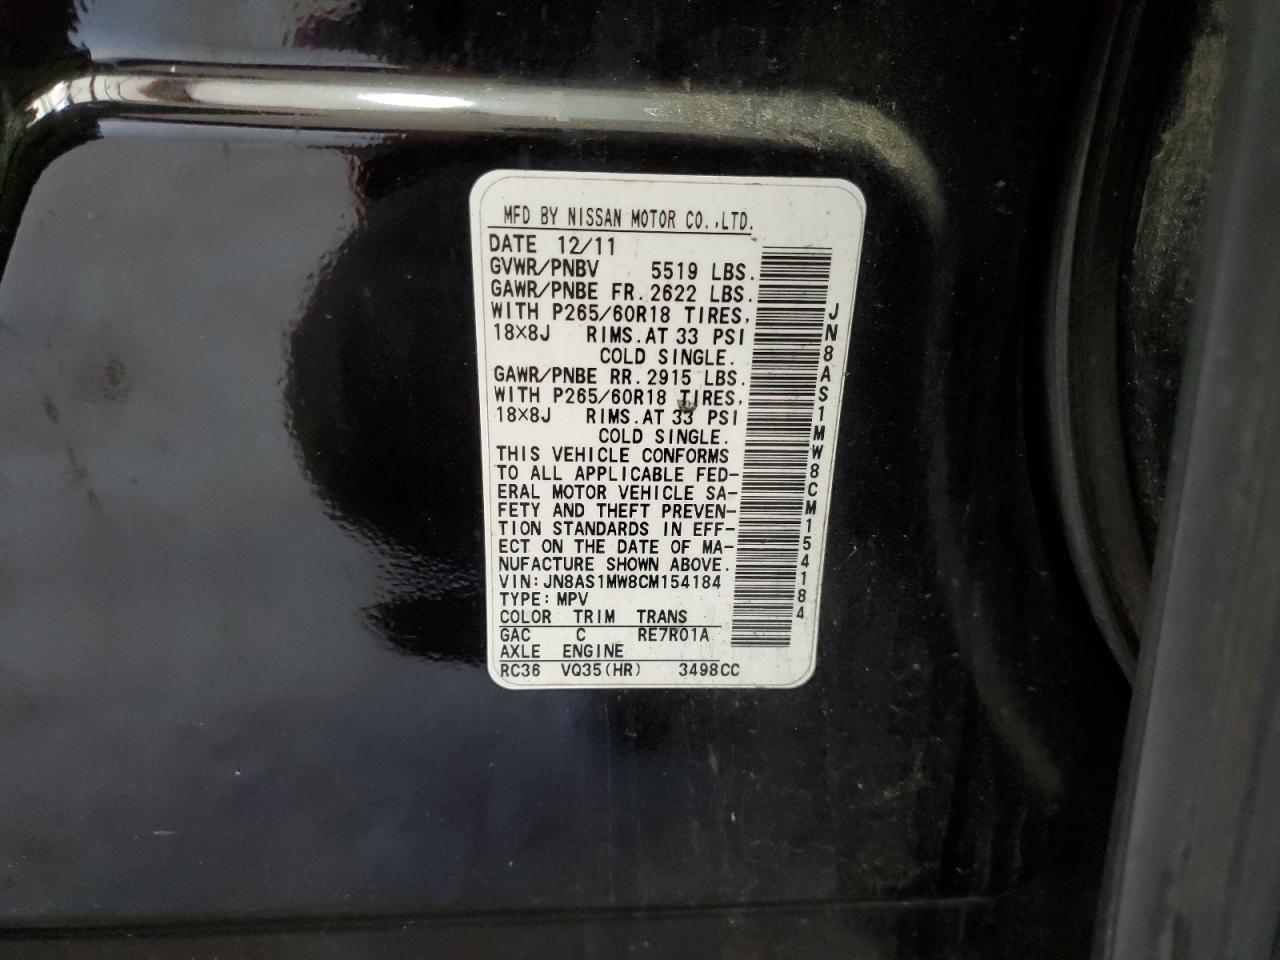 MFD BY NISSAN MOTOR CO.,LTD.
DATE 12/11
GVWR/PNBV 5519 LBS.
GAWR/PNBE FR. 2622 LBS.
WITH P265/60R18 TIRES,
18X8J RIMS. AT 33 PSI
COLD SINGLE.
GAWR/PNBE RR. 2915 LBS.
WITH P265/60R18 TIRES,
18X8J RIMS. AT 33 PSI
COLD SINGLE.
THIS VEHICLE CONFORMS
TO ALL APPLICABLE FED-
ERAL MOTOR VEHICLE SA-
FETY AND THEFT PREVEN-
TION STANDARDS IN EFF-
ECT ON THE DATE OF MA-
NUFACTURE SHOWN ABOVE.
VIN: JN8AS1MW8CM154184
TYPE: MPV
COLOR TRIM TRANS
GAC C RE7R01A
AXLE ENGINE
RC36 VQ35(HR) 3498CC
JN8AS1MW8CM154184